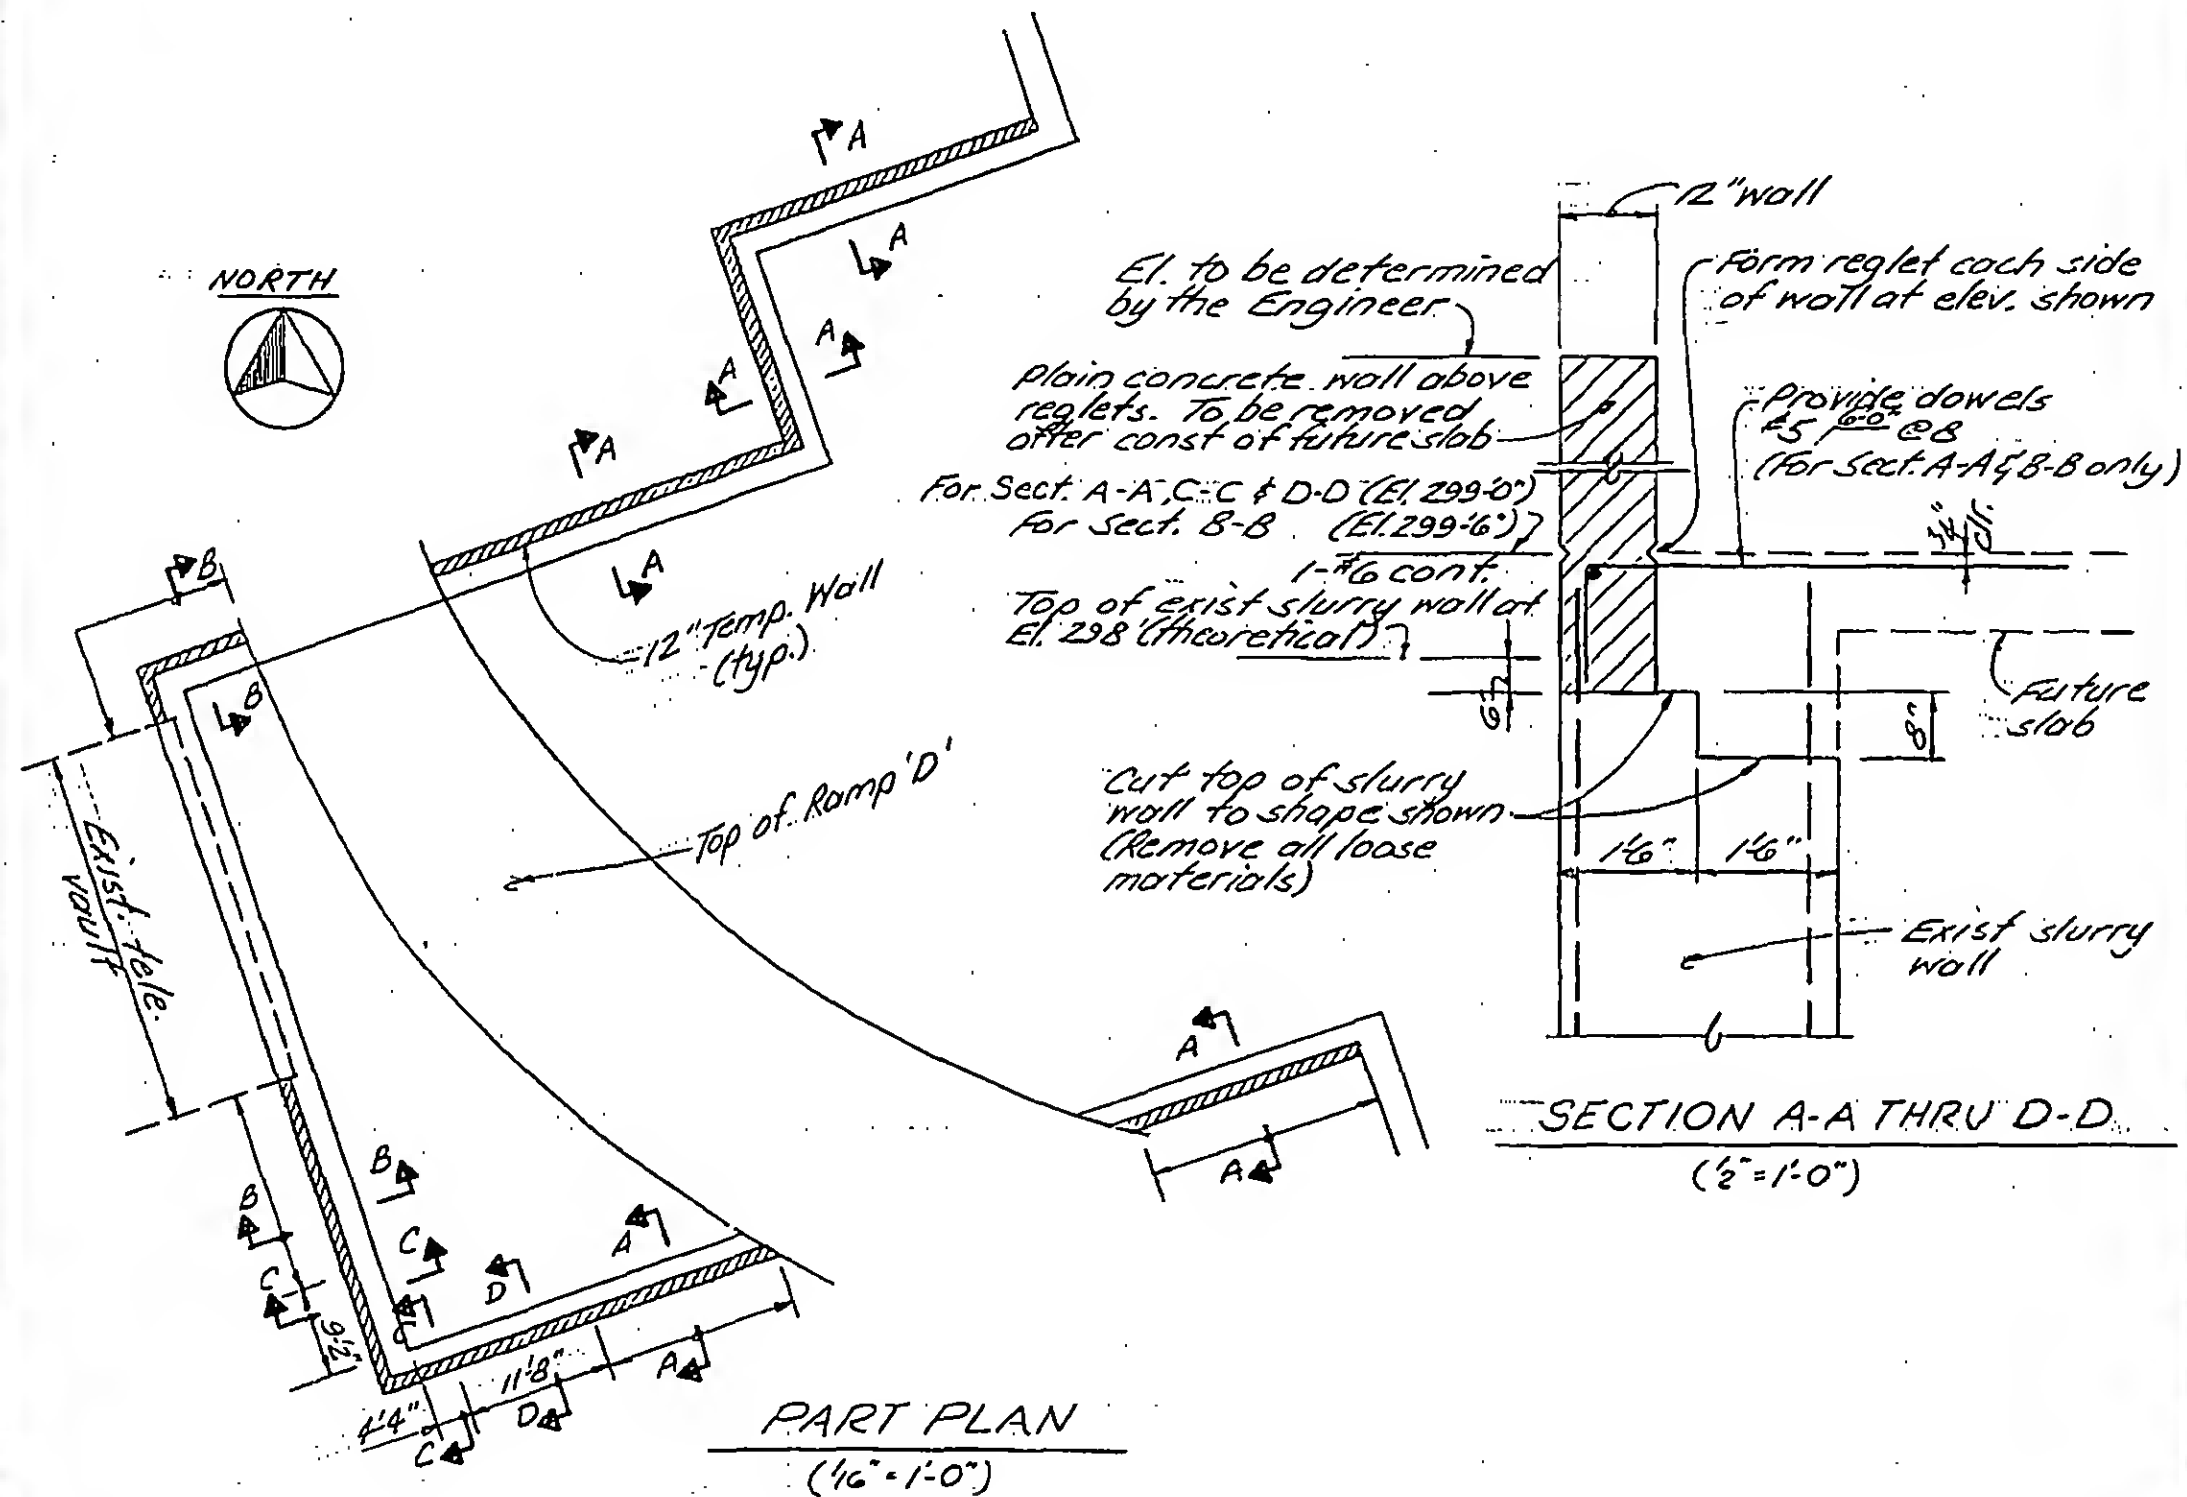 NORTH
A
A
A
A
A
A
B
B
12" Temp. Wall
(typ.)
Top of Ramp 'D'
Exist. tele.
vault
B
B
C
C
C
9'-2"
D
A
4'-4"
C
11'-8"
D
A
A
A
PART PLAN
(1/16" = 1'-0")
12" wall
El. to be determined
by the Engineer
Form reglet each side
of wall at elev. shown
Plain concrete wall above
reglets. To be removed
after const of future slab
Provide dowels
#5 6'-0" @8
(For Sect. A-A & B-B only)
For Sect. A-A, C-C & D-D (El. 299'-0")
For Sect. B-B (El. 299'-6")
3/4"
clr.
1-#6 cont.
Top of exist slurry wall at
El. 298' (theoretical)
6"
8"
Future
slab
Cut top of slurry
wall to shape shown
(Remove all loose
materials)
1'-6" 1'-6"
Exist slurry
wall
SECTION A-A THRU D-D
(1/2" = 1'-0")